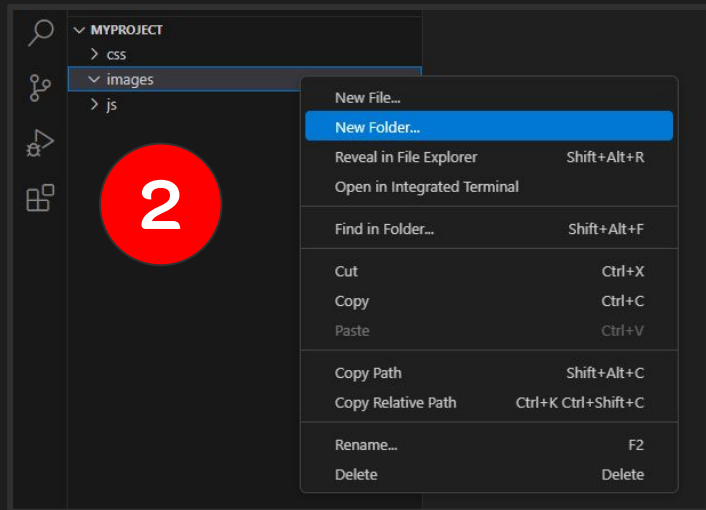 MYPROJECT
css
images
js
2
New File...
New Folder...
Reveal in File Explorer Shift+Alt+R
Open in Integrated Terminal
Find in Folder... Shift+Alt+F
Cut Ctrl+X
Copy Ctrl+C
Paste Ctrl+V
Copy Path Shift+Alt+C
Copy Relative Path Ctrl+K Ctrl+Shift+C
Rename... F2
Delete Delete